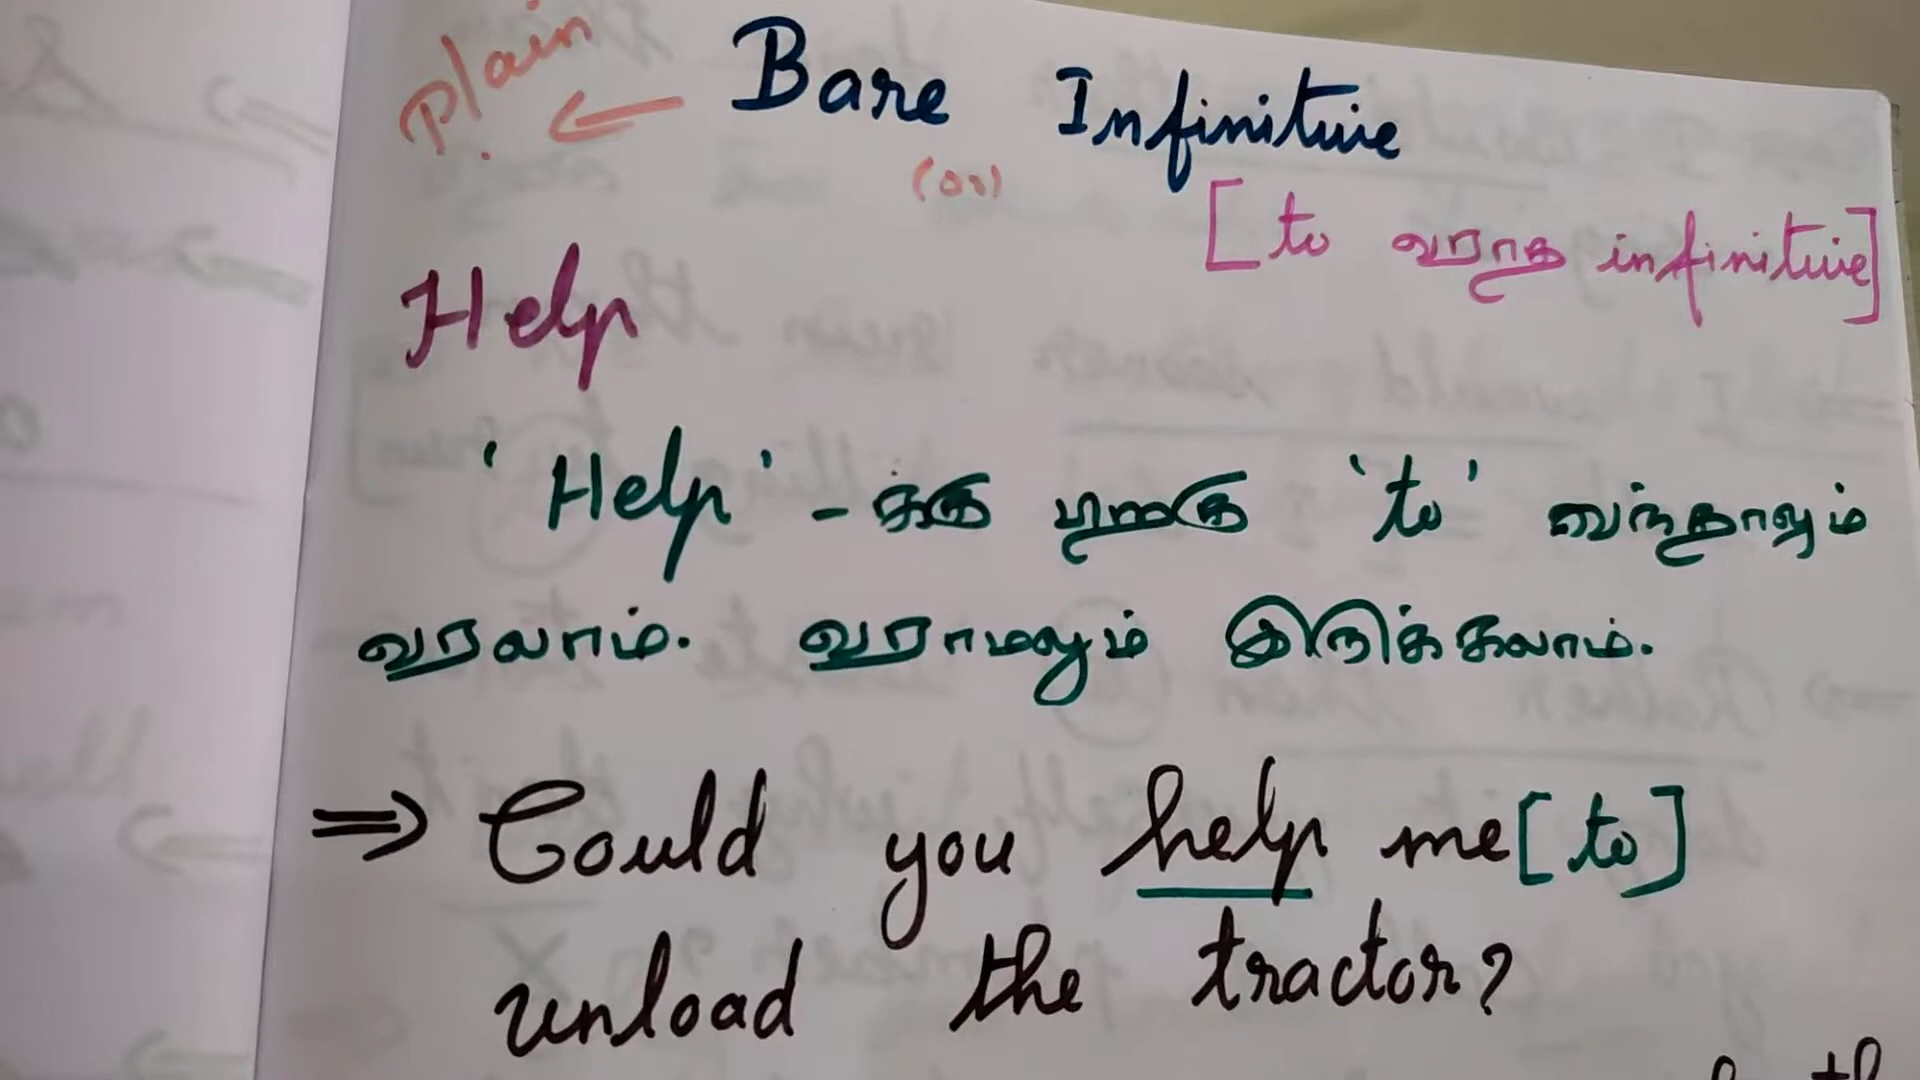 Plain ← Bare Infinitive
(or)
[to வராத infinitive]
Help
'Help' - க்கு பிறகு 'to' வந்தாலும்
வரலாம். வராமலும் இருக்கலாம்.
⇒ Could you help me [to]
unload the tractor?